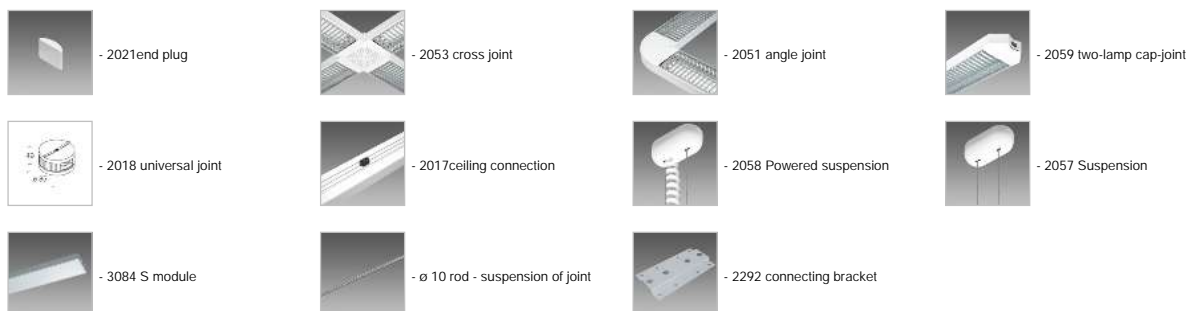 - 2021end plug
- 2053 cross joint
- 2051 angle joint
- 2059 two-lamp cap-joint
- 2018 universal joint
- 2017ceiling connection
- 2058 Powered suspension
- 2057 Suspension
- 3084 S module
- ø 10 rod - suspension of joint
- 2292 connecting bracket